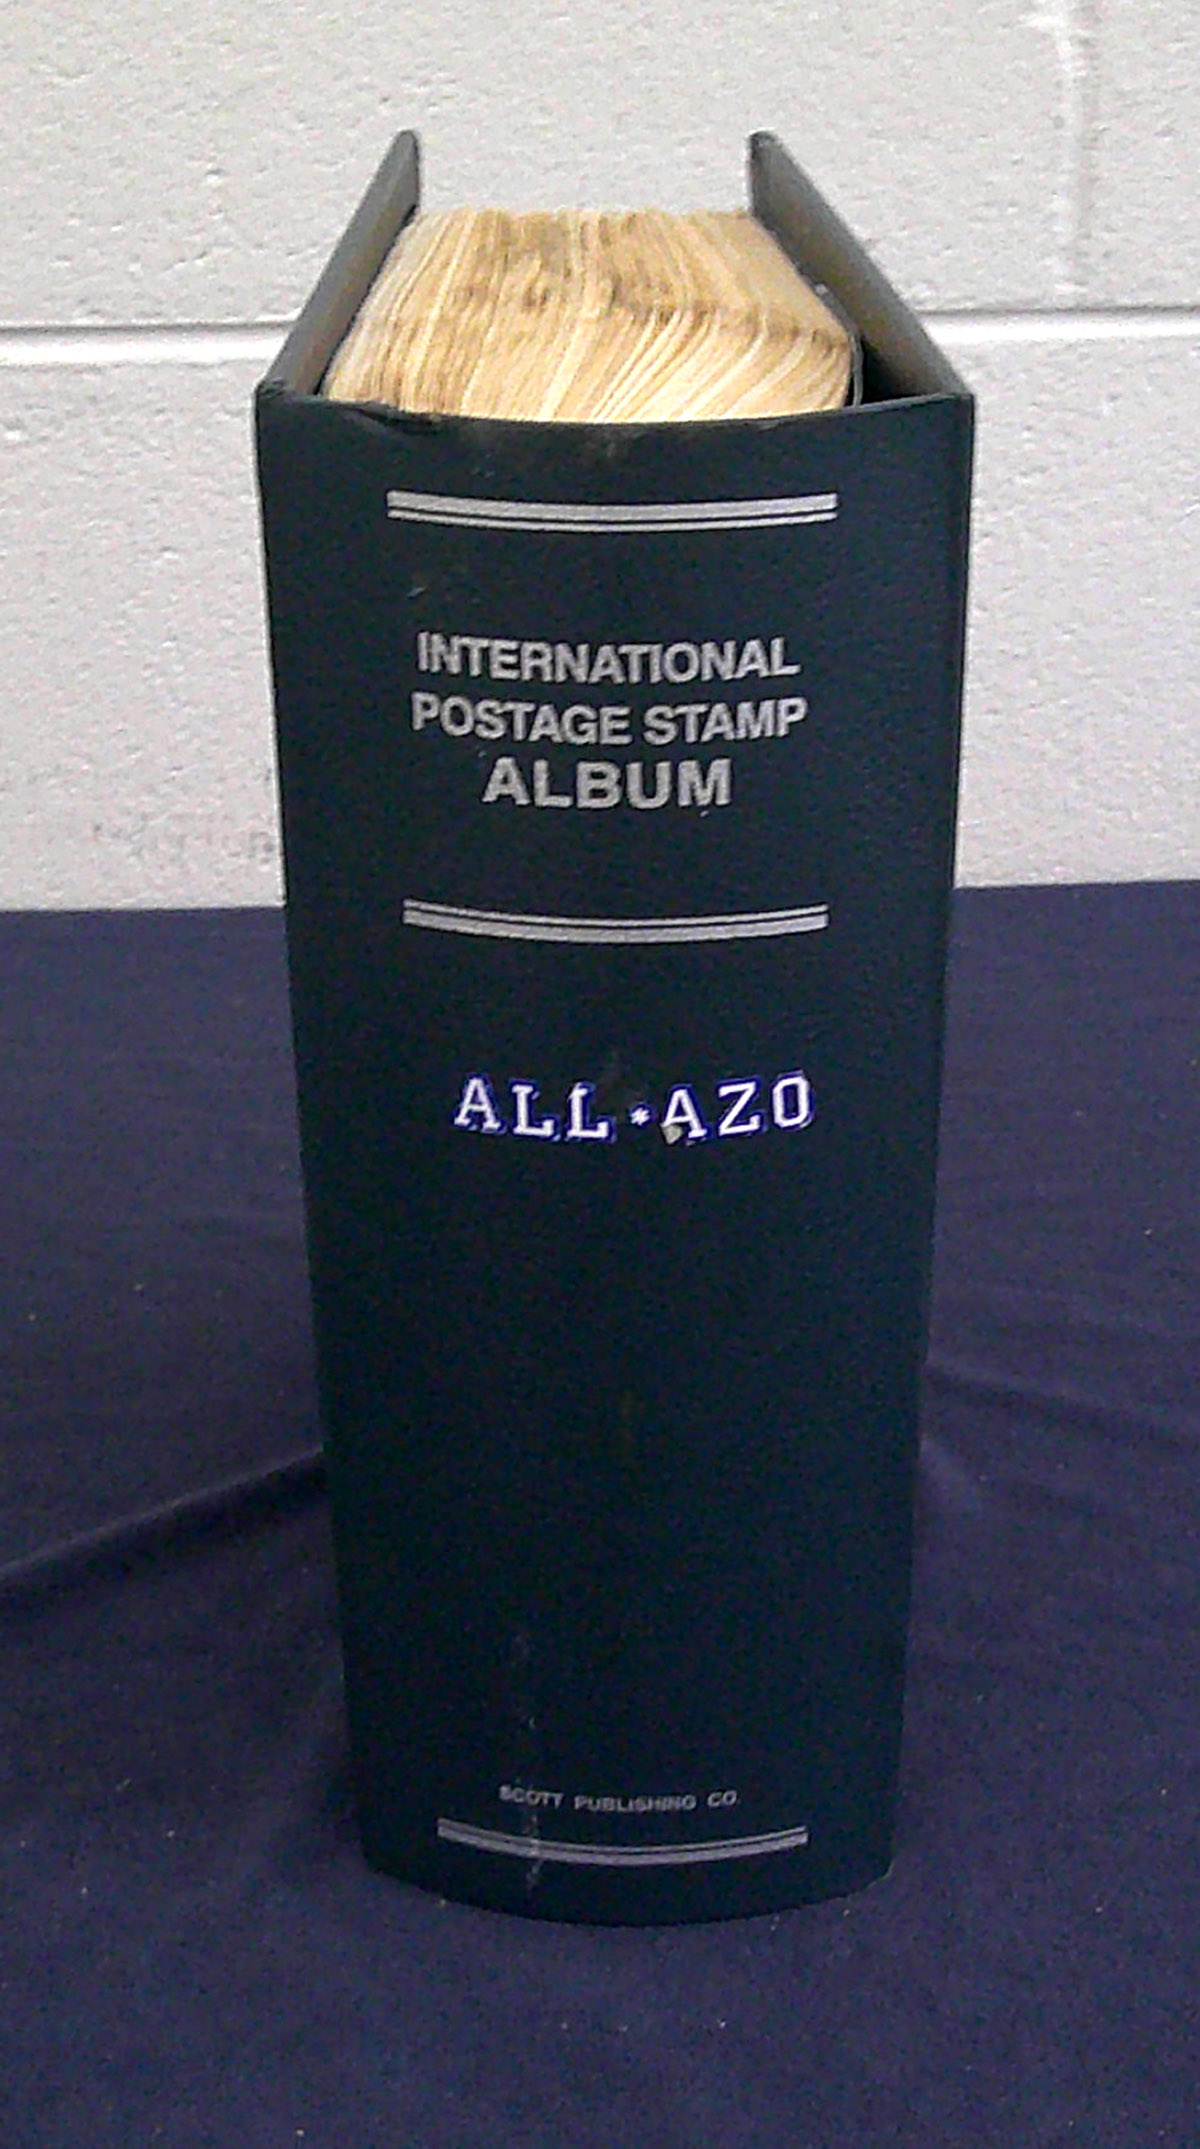 INTERNATIONAL
POSTAGE STAMP
ALBUM
ALL * AZO
SCOTT PUBLISHING CO.